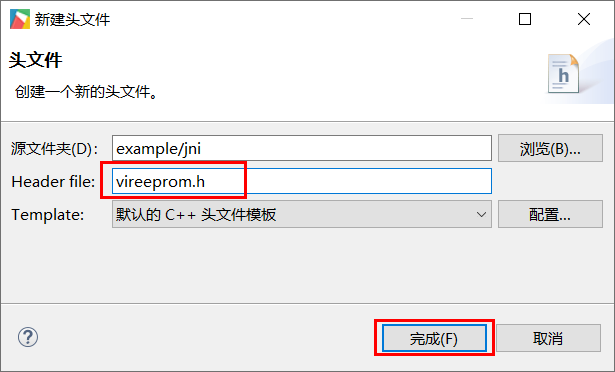 新建头文件
头文件
创建一个新的头文件。
h
源文件夹(D): example/jni 浏览(B)...
Header file: vireeprom.h
Template: 默认的 C++ 头文件模板 配置...
? 完成(F) 取消